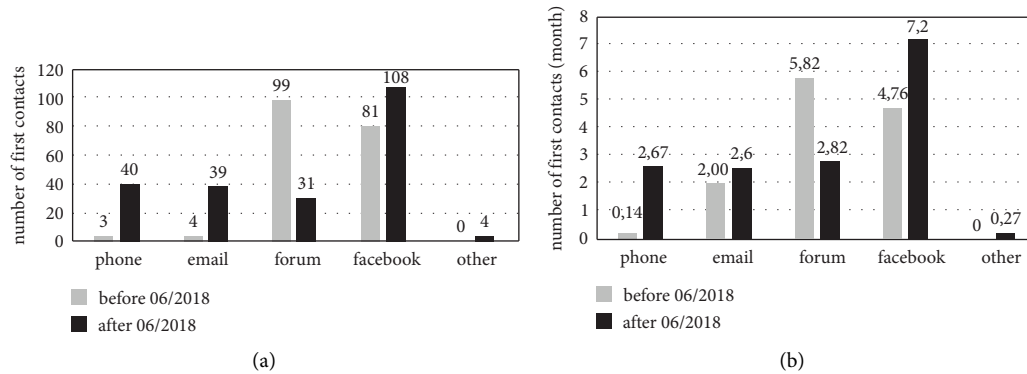 number of first contacts
120
100
80
60
40
20
0
3
40
4
39
99
31
81
108
0
4
phone
email
forum
facebook
other
before 06/2018
after 06/2018
(a)
number of first contacts (month)
8
7
6
5
4
3
2
1
0
0,14
2,67
2,00
2,6
5,82
2,82
4,76
7,2
0
0,27
phone
email
forum
facebook
other
before 06/2018
after 06/2018
(b)